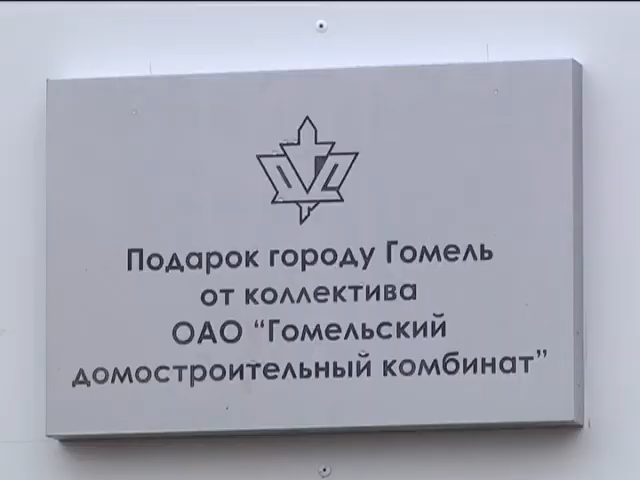 Подарок городу Гомель
от коллектива
ОАО “Гомельский
домостроительный комбинат”